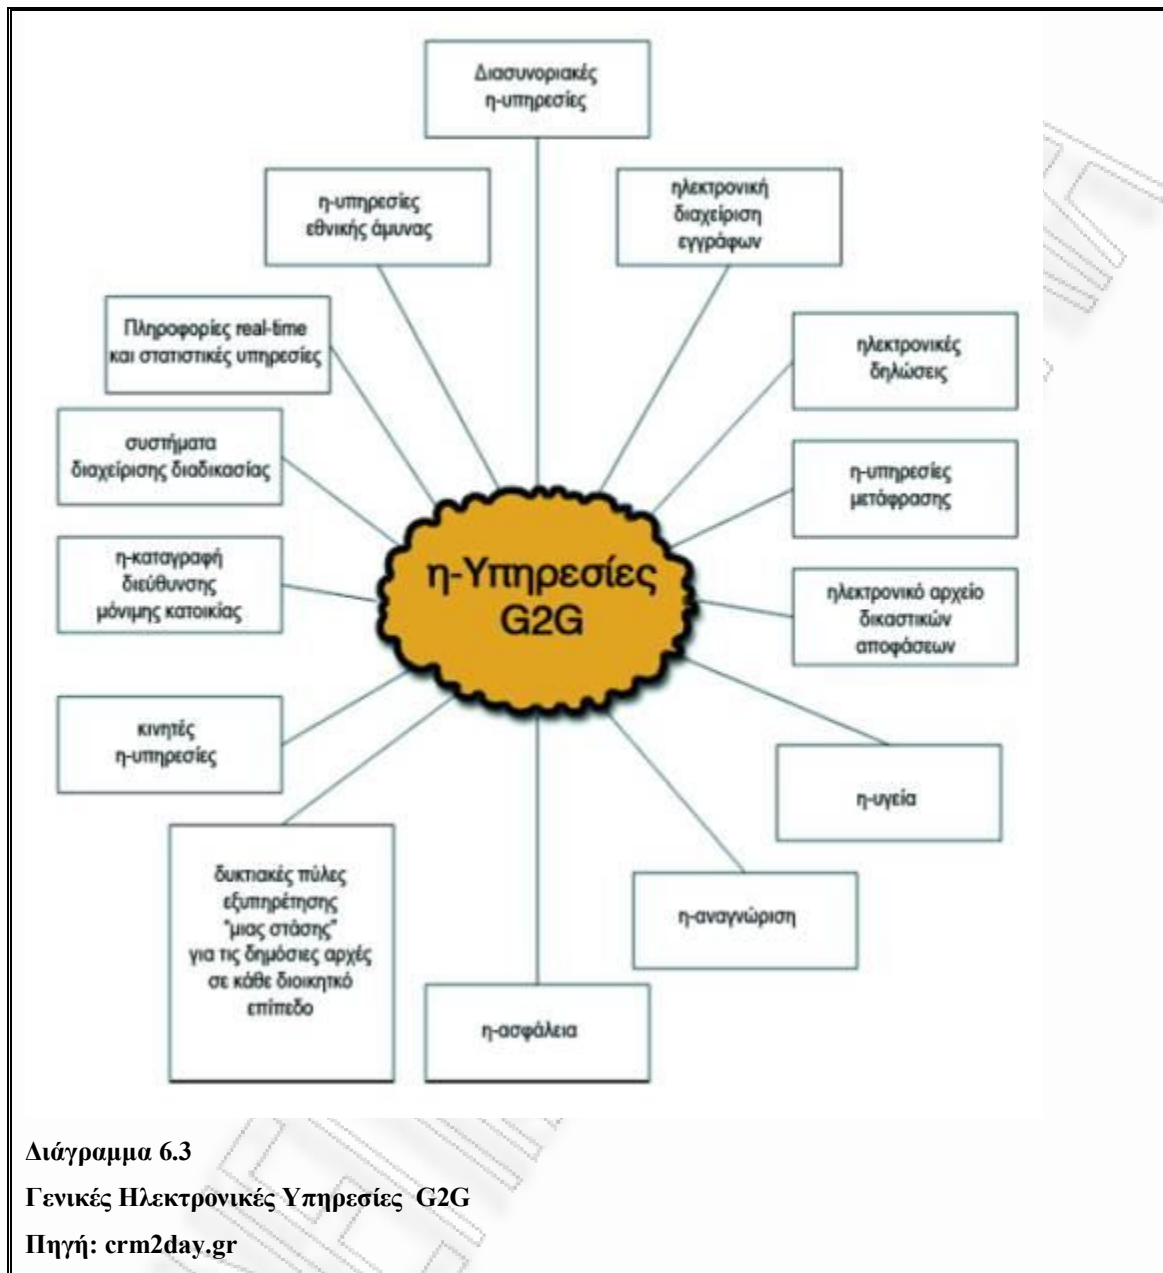 Διασυνοριακές
η-υπηρεσίες
η-υπηρεσίες
εθνικής άμυνας
ηλεκτρονική
διαχείριση
εγγράφων
Πληροφορίες real-time
και στατιστικές υπηρεσίες
ηλεκτρονικές
δηλώσεις
συστήματα
διαχείρισης διαδικασίας
η-υπηρεσίες
μετάφρασης
η-καταγραφή
διεύθυνσης
μόνιμης κατοικίας
η-Υπηρεσίες
G2G
ηλεκτρονικό αρχείο
δικαστικών
αποφάσεων
κινητές
η-υπηρεσίες
η-υγεία
δυκτιακές πύλες
εξυπηρέτησης
"μιας στάσης"
για τις δημόσιες αρχές
σε κάθε διοικητκό
επίπεδο
η-αναγνώριση
η-ασφάλεια
Διάγραμμα 6.3
Γενικές Ηλεκτρονικές Υπηρεσίες G2G
Πηγή: crm2day.gr